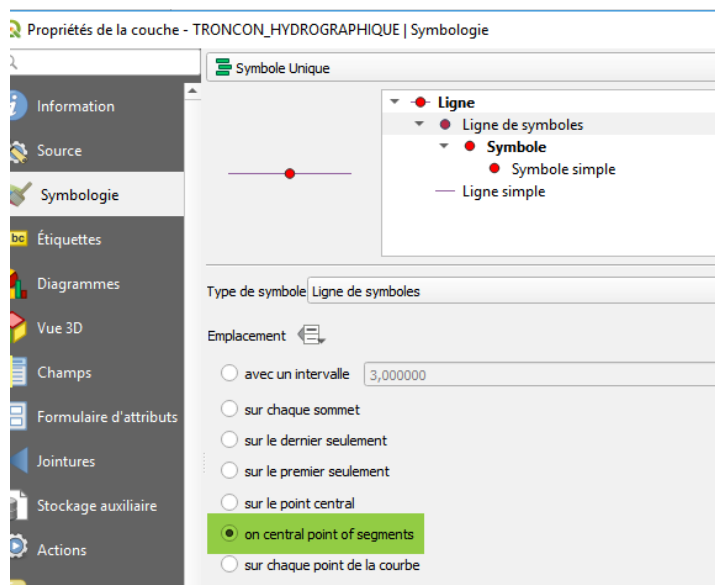 Propriétés de la couche - TRONCON_HYDROGRAPHIQUE | Symbologie
Information
Source
Symbologie
abc Étiquettes
Diagrammes
Vue 3D
Champs
Formulaire d'attributs
Jointures
Stockage auxiliaire
Actions
Symbole Unique
Ligne
Ligne de symboles
Symbole
Symbole simple
Ligne simple
Type de symbole Ligne de symboles
Emplacement
avec un intervalle 3,000000
sur chaque sommet
sur le dernier seulement
sur le premier seulement
sur le point central
on central point of segments
sur chaque point de la courbe